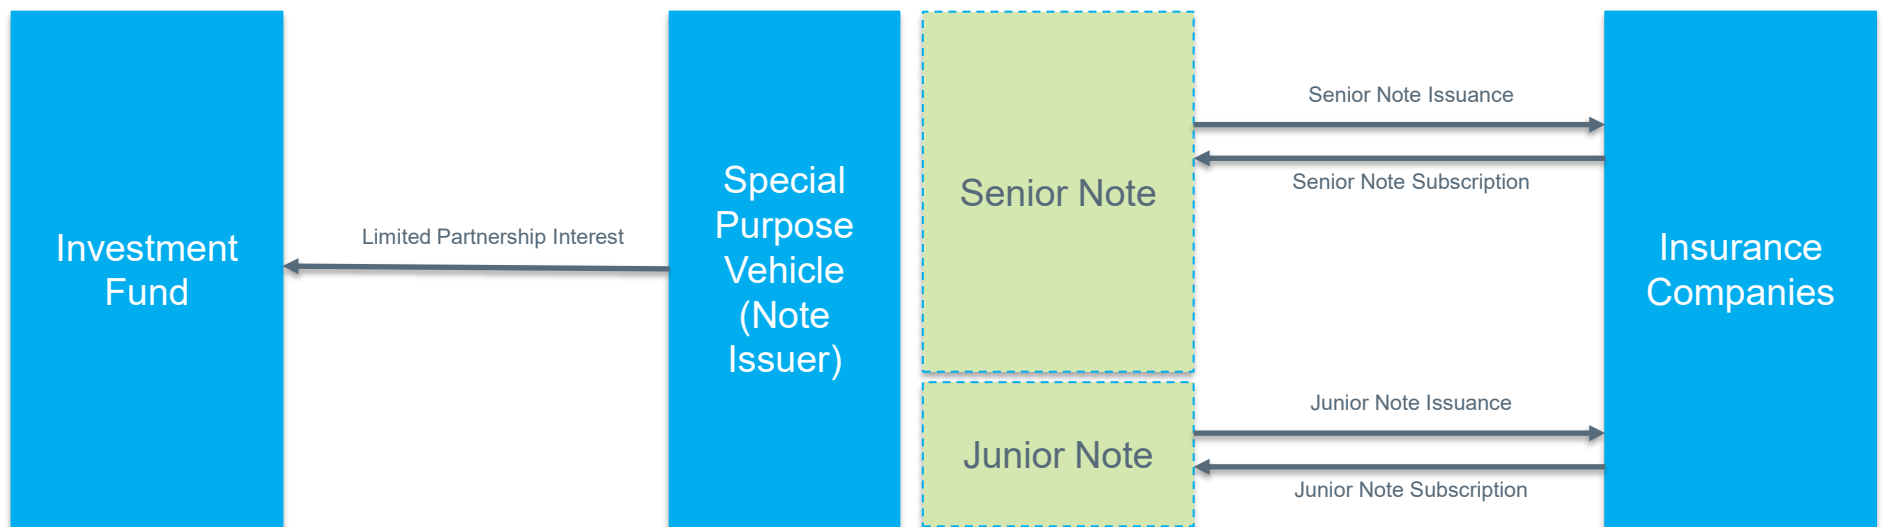 Investment
Fund
Limited Partnership Interest
Special
Purpose
Vehicle
(Note
Issuer)
Senior Note
Junior Note
Senior Note Issuance
Senior Note Subscription
Junior Note Issuance
Junior Note Subscription
Insurance
Companies